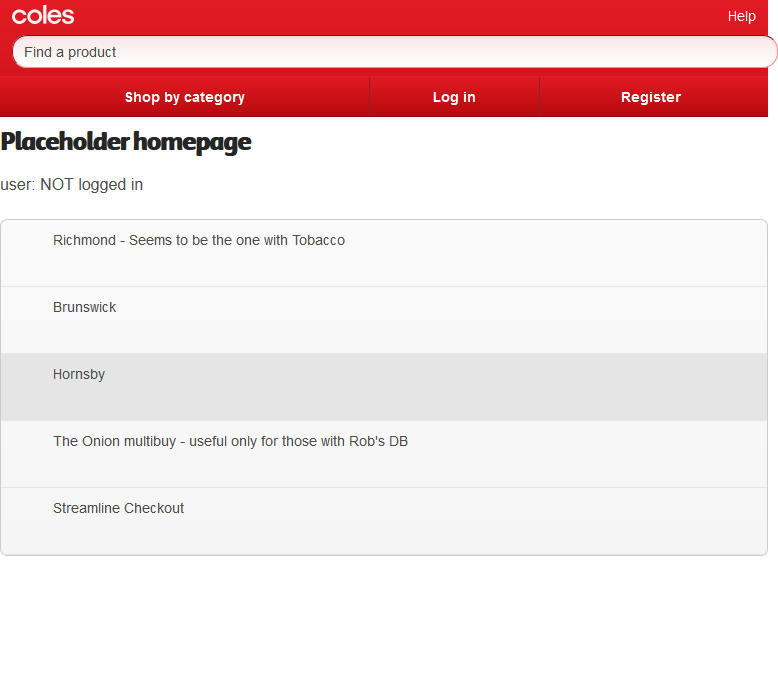 coles
Help
Find a product
Shop by category
Log in
Register
Placeholder homepage
user: NOT logged in
Richmond - Seems to be the one with Tobacco
Brunswick
Hornsby
The Onion multibuy - useful only for those with Rob's DB
Streamline Checkout